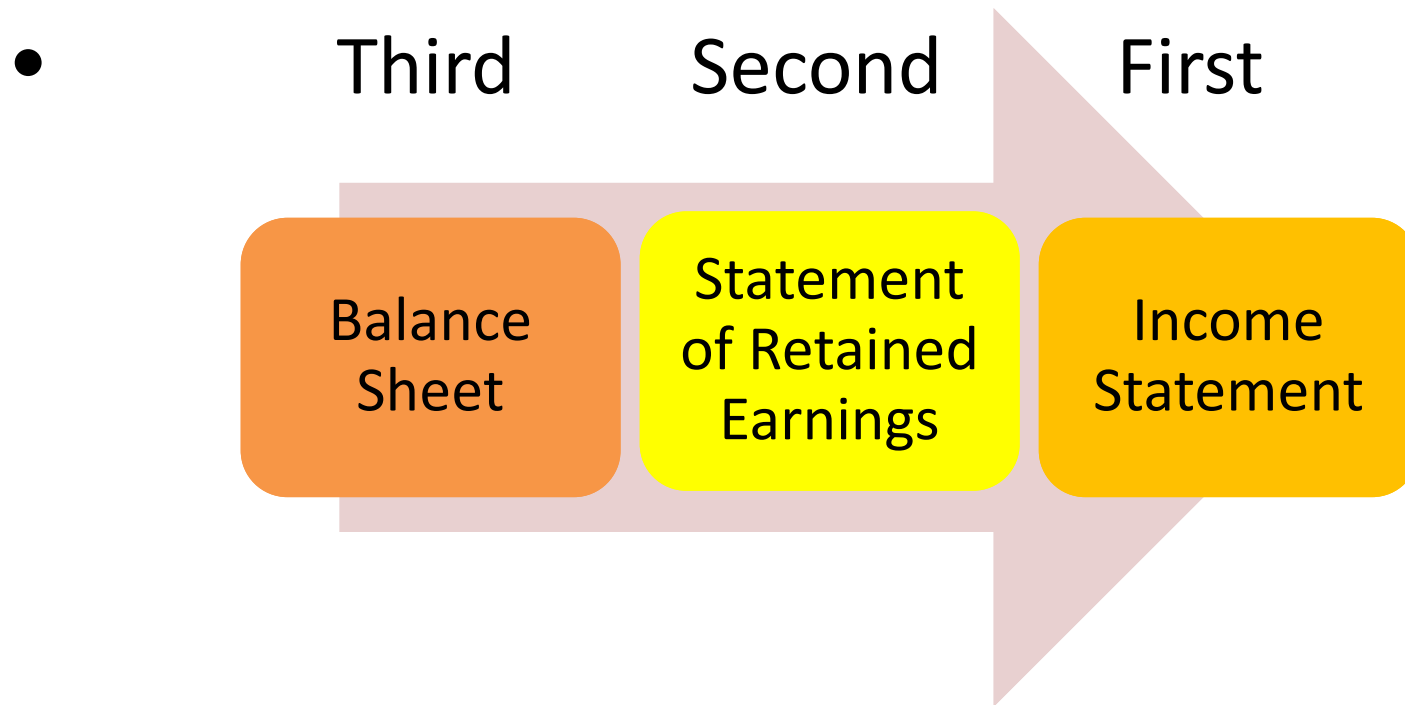 • Third Second First
Balance
Sheet
Statement
of Retained
Earnings
Income
Statement